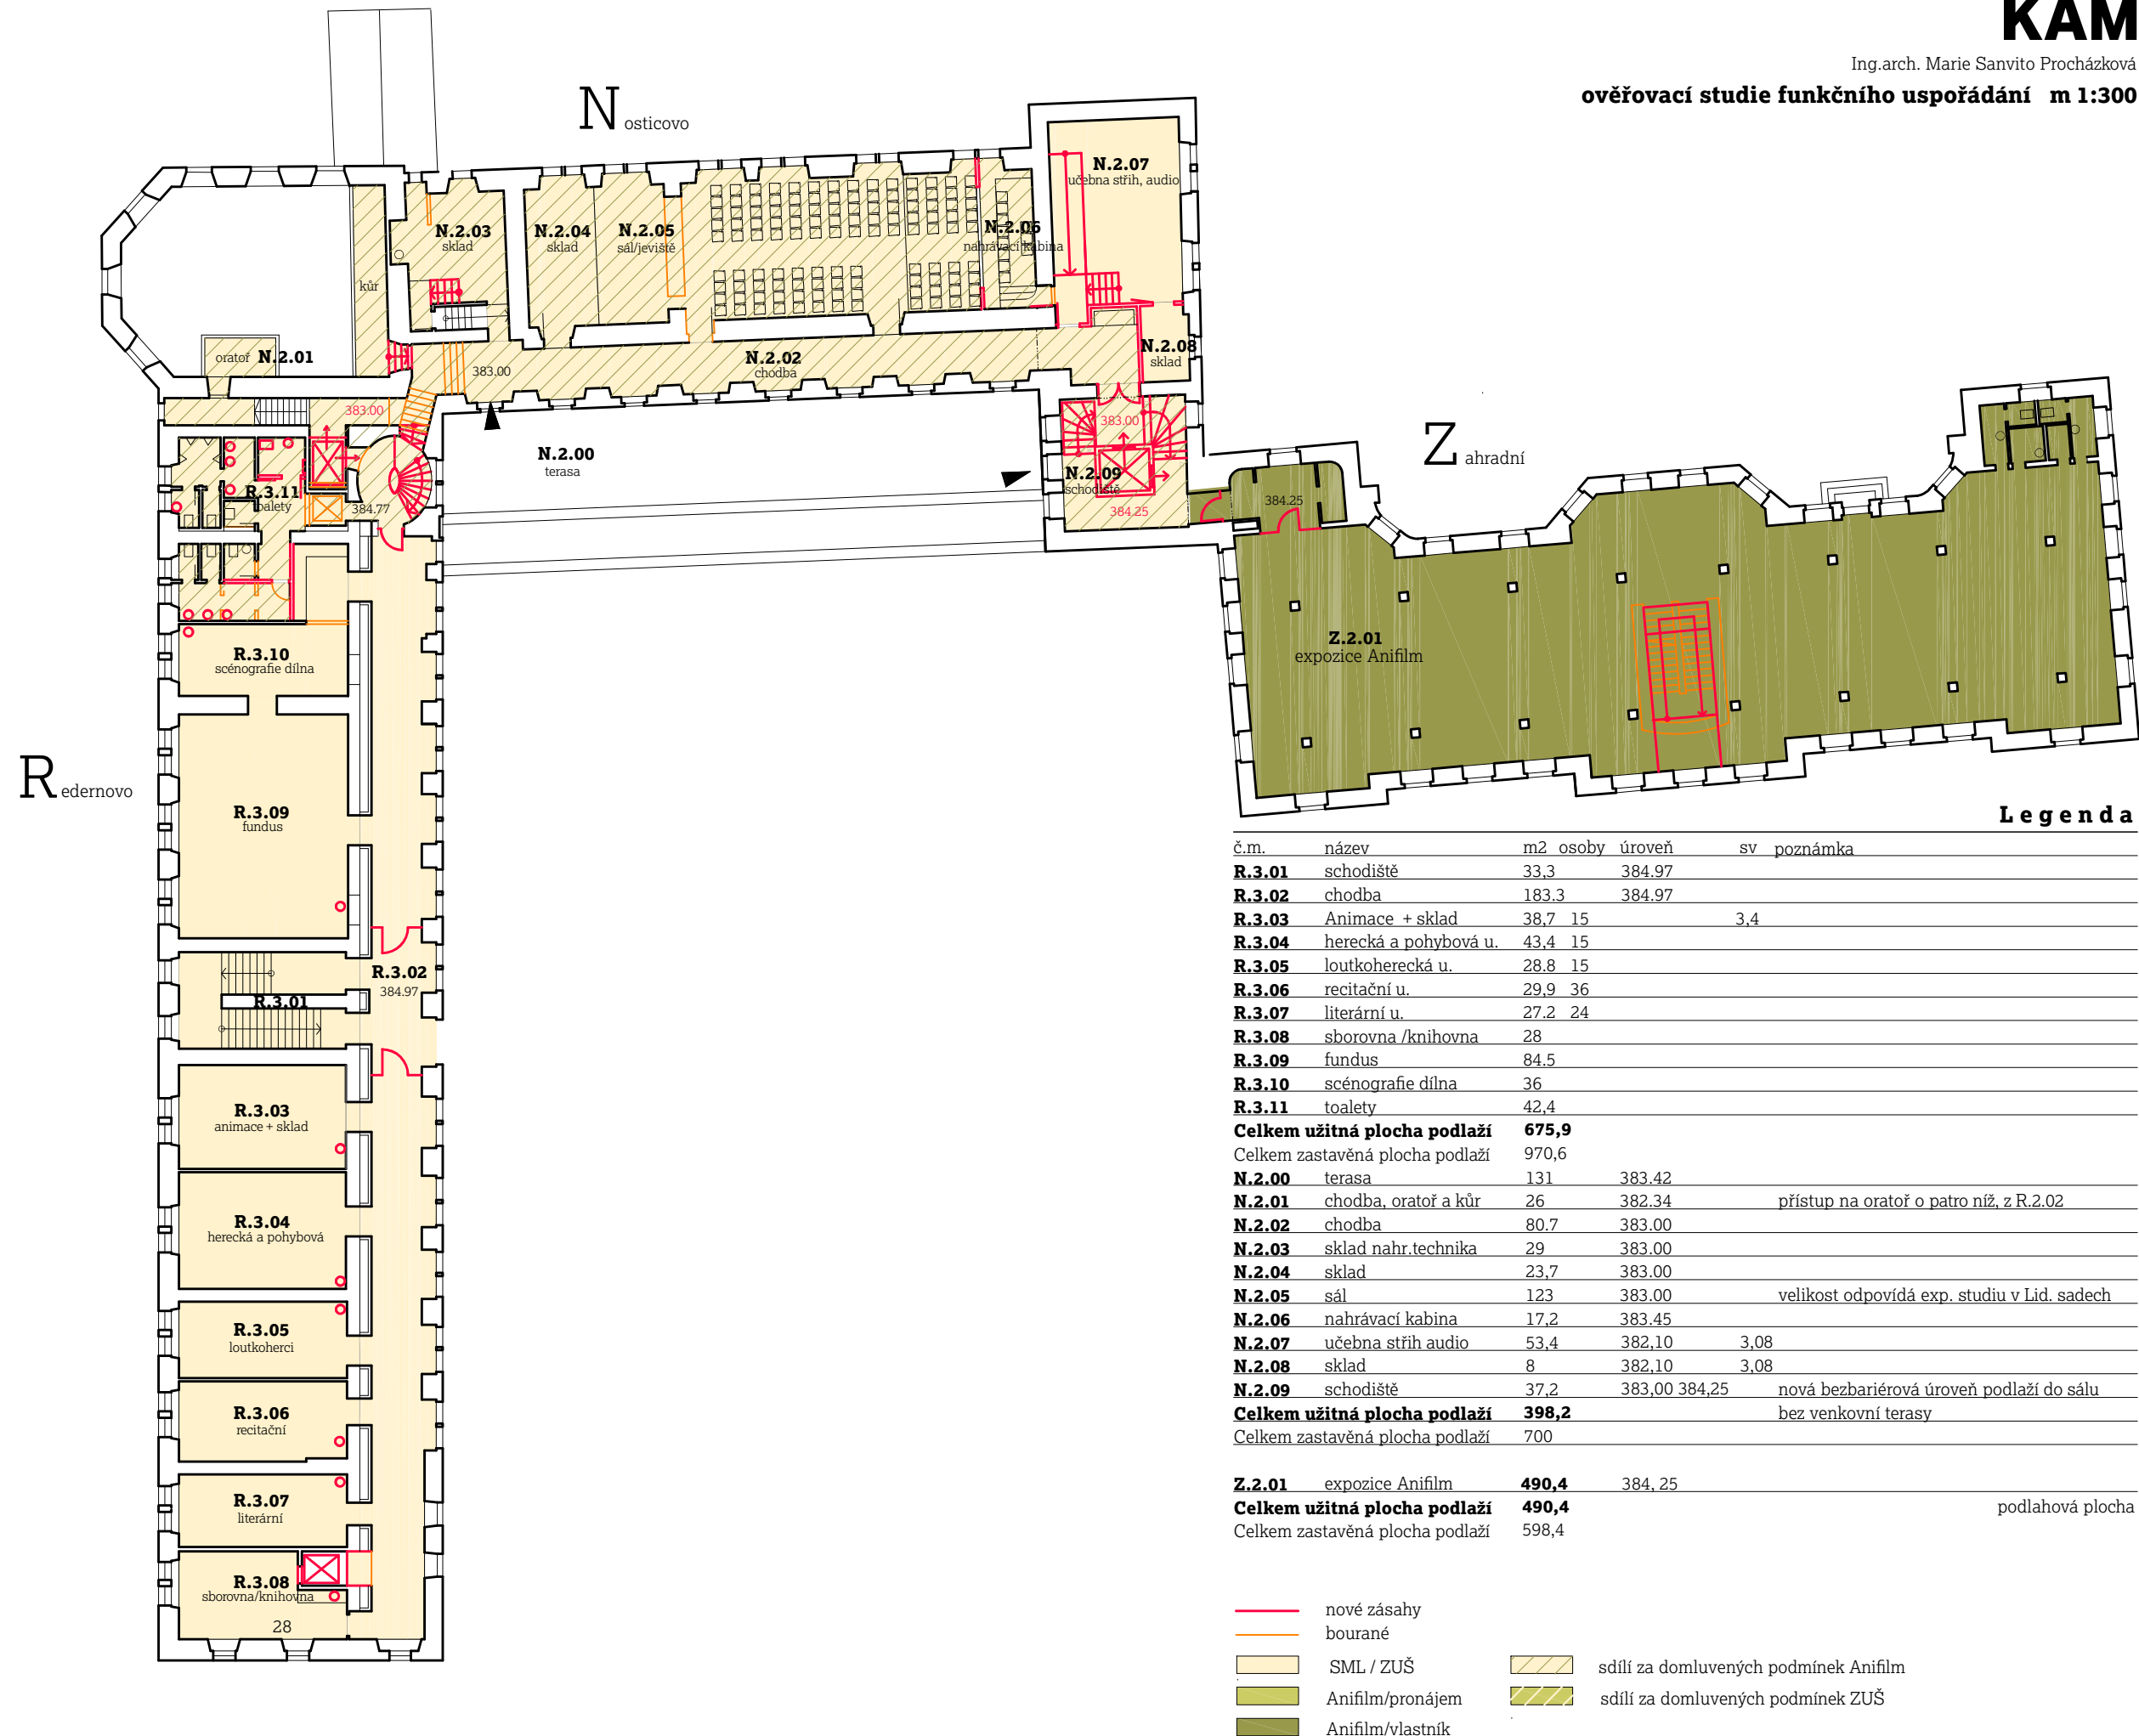 KAM
Ing.arch. Marie Sanvito Procházková
ověřovací studie funkčního uspořádání m 1:300
N osticovo
N.2.07
učebna střih, audio
N.2.03
sklad
N.2.04
sklad
N.2.05
sál/jeviště
N.2.06
nahrávací kabina
kůr
oratoř N.2.01
383.00
N.2.02
chodba
N.2.08
sklad
383.00
383.00
N.2.00
terasa
N.2.09
schodiště
384.25
Z ahradní
384.25
R.3.11
toalety
384.77
Z.2.01
expozice Anifilm
R.3.10
scénografie dílna
R edernovo
R.3.09
fundus
R.3.02
384.97
R.3.01
R.3.03
animace + sklad
R.3.04
herecká a pohybová
R.3.05
loutkoherci
R.3.06
recitační
R.3.07
literární
R.3.08
sborovna/knihovna
28
Legenda
č.m. název m2 osoby úroveň sv poznámka
R.3.01 schodiště 33,3 384.97
R.3.02 chodba 183.3 384.97
R.3.03 Animace + sklad 38,7 15 3,4
R.3.04 herecká a pohybová u. 43,4 15
R.3.05 loutkoherecká u. 28.8 15
R.3.06 recitační u. 29,9 36
R.3.07 literární u. 27.2 24
R.3.08 sborovna /knihovna 28
R.3.09 fundus 84.5
R.3.10 scénografie dílna 36
R.3.11 toalety 42,4
Celkem užitná plocha podlaží 675,9
Celkem zastavěná plocha podlaží 970,6
N.2.00 terasa 131 383.42
N.2.01 chodba, oratoř a kůr 26 382.34 přístup na oratoř o patro níž, z R.2.02
N.2.02 chodba 80.7 383.00
N.2.03 sklad nahr.technika 29 383.00
N.2.04 sklad 23,7 383.00
N.2.05 sál 123 383.00 velikost odpovídá exp. studiu v Lid. sadech
N.2.06 nahrávací kabina 17,2 383.45
N.2.07 učebna střih audio 53,4 382,10 3,08
N.2.08 sklad 8 382,10 3,08
N.2.09 schodiště 37,2 383,00 384,25 nová bezbariérová úroveň podlaží do sálu
Celkem užitná plocha podlaží 398,2 bez venkovní terasy
Celkem zastavěná plocha podlaží 700
Z.2.01 expozice Anifilm 490,4 384, 25
Celkem užitná plocha podlaží 490,4 podlahová plocha
Celkem zastavěná plocha podlaží 598,4
nové zásahy
bourané
SML / ZUŠ sdílí za domluvených podmínek Anifilm
Anifilm/pronájem sdílí za domluvených podmínek ZUŠ
Anifilm/vlastník